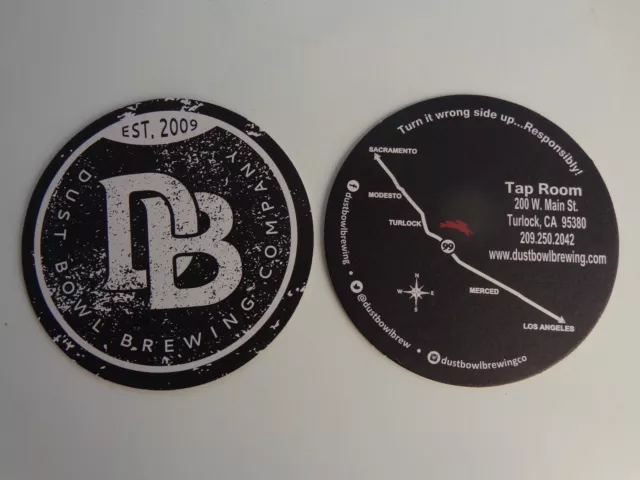 EST. 2009
DUST BOWL BREWING COMPANY
DB
Turn it wrong side up...Responsibly!
SACRAMENTO
MODESTO
TURLOCK
99
MERCED
LOS ANGELES
N
W E
S
Tap Room
200 W. Main St.
Turlock, CA 95380
209.250.2042
www.dustbowlbrewing.com
f dustbowlbrewing
@dustbowlbrew
dustbowlbrewingco